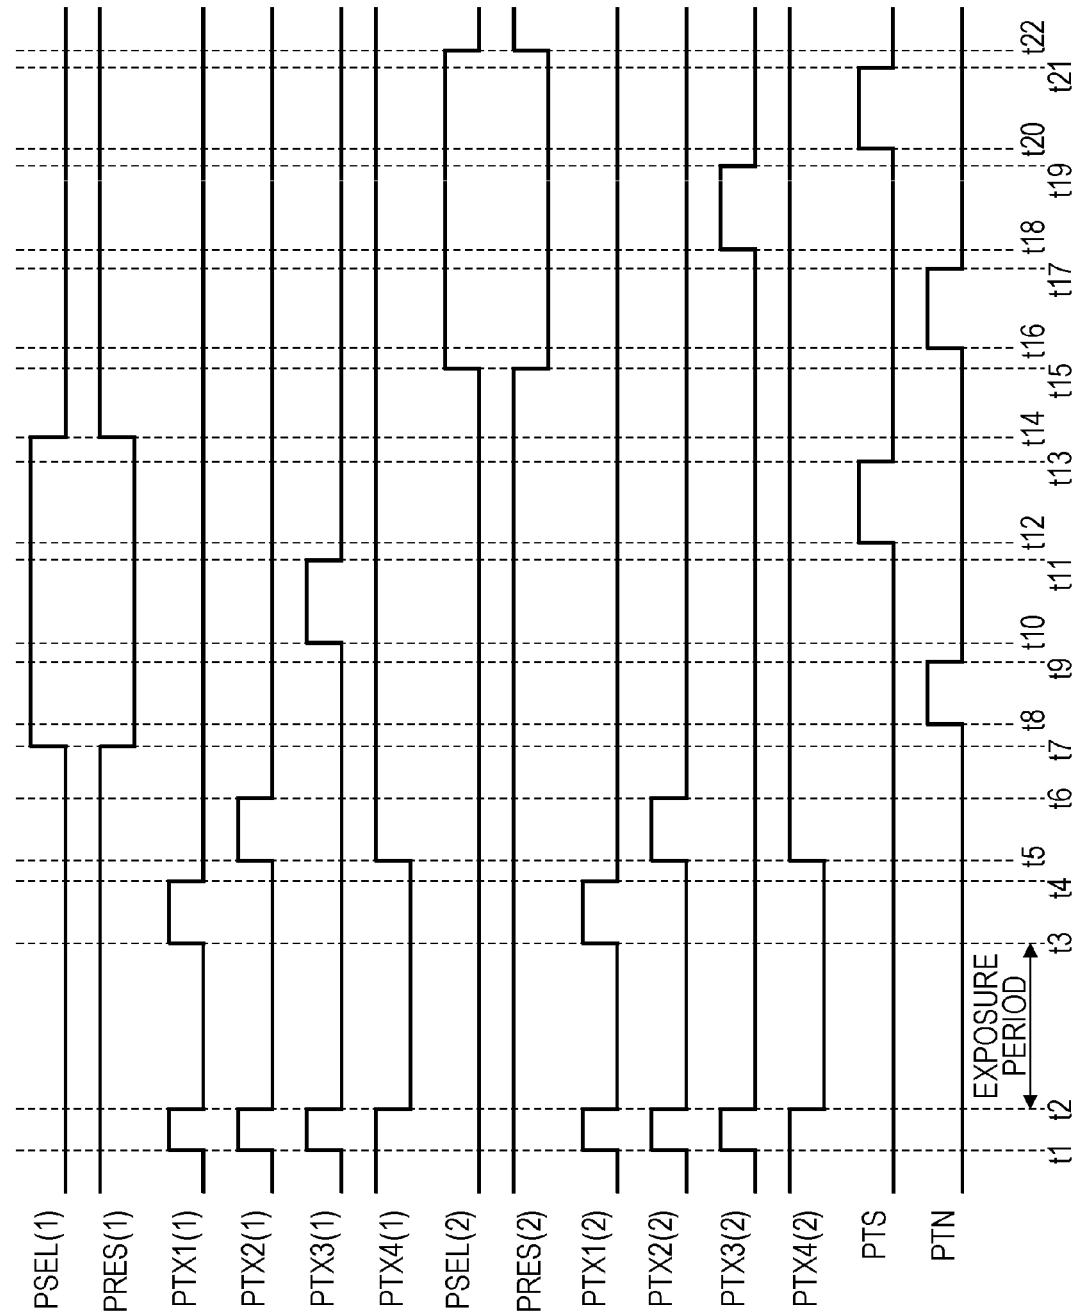 PSEL(1)
PRES(1)
PTX1(1)
PTX2(1)
PTX3(1)
PTX4(1)
PSEL(2)
PRES(2)
PTX1(2)
PTX2(2)
PTX3(2)
PTX4(2)
PTS
PTN
EXPOSURE
PERIOD
t1
t2
t3
t4
t5
t6
t7
t8
t9
t10
t11
t12
t13
t14
t15
t16
t17
t18
t19
t20
t21
t22